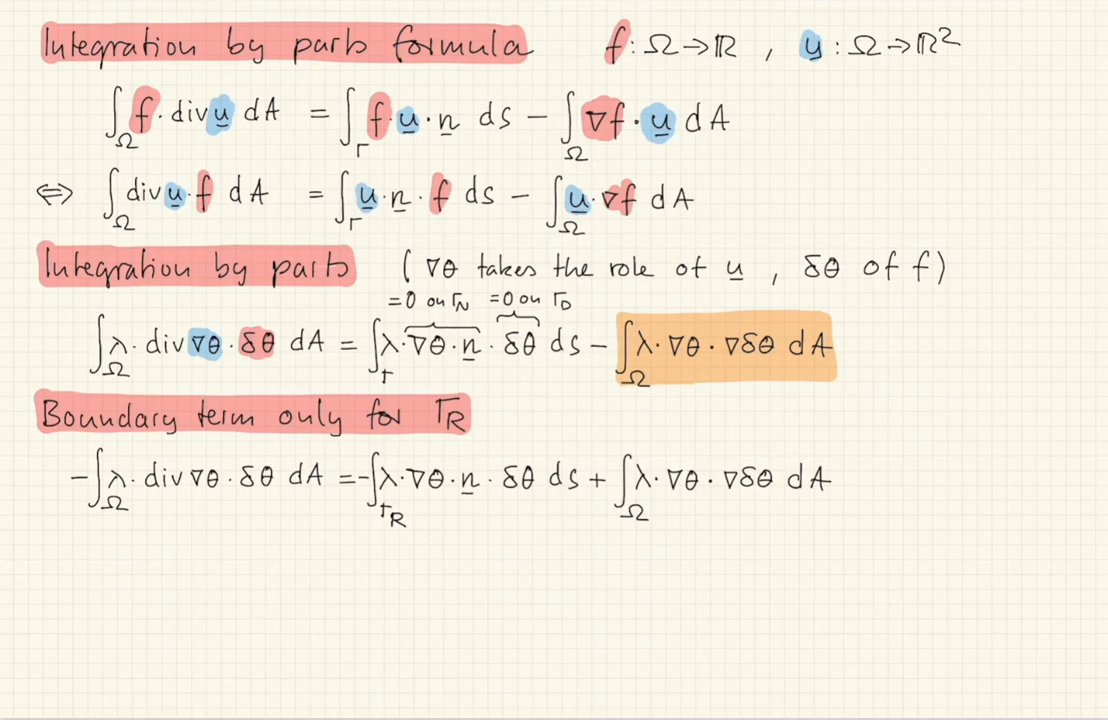 Integration by parts formula f : Ω → ℝ , u : Ω → ℝ²
∫_Ω f · div u dA = ∫_Γ f u · n ds − ∫_Ω ∇f · u dA
⇔ ∫_Ω div u · f dA = ∫_Γ u · n · f ds − ∫_Ω u · ∇f dA
Integration by parts ( ∇θ takes the role of u , δθ of f )
=0 on Γ_N =0 on Γ_D
∫_Ω λ · div ∇θ · δθ dA = ∫_Γ λ · ∇θ · n · δθ ds − ∫_Ω λ · ∇θ · ∇δθ dA
Boundary term only for Γ_R
−∫_Ω λ · div ∇θ · δθ dA = −∫_Γ_R λ · ∇θ · n · δθ ds + ∫_Ω λ · ∇θ · ∇δθ dA